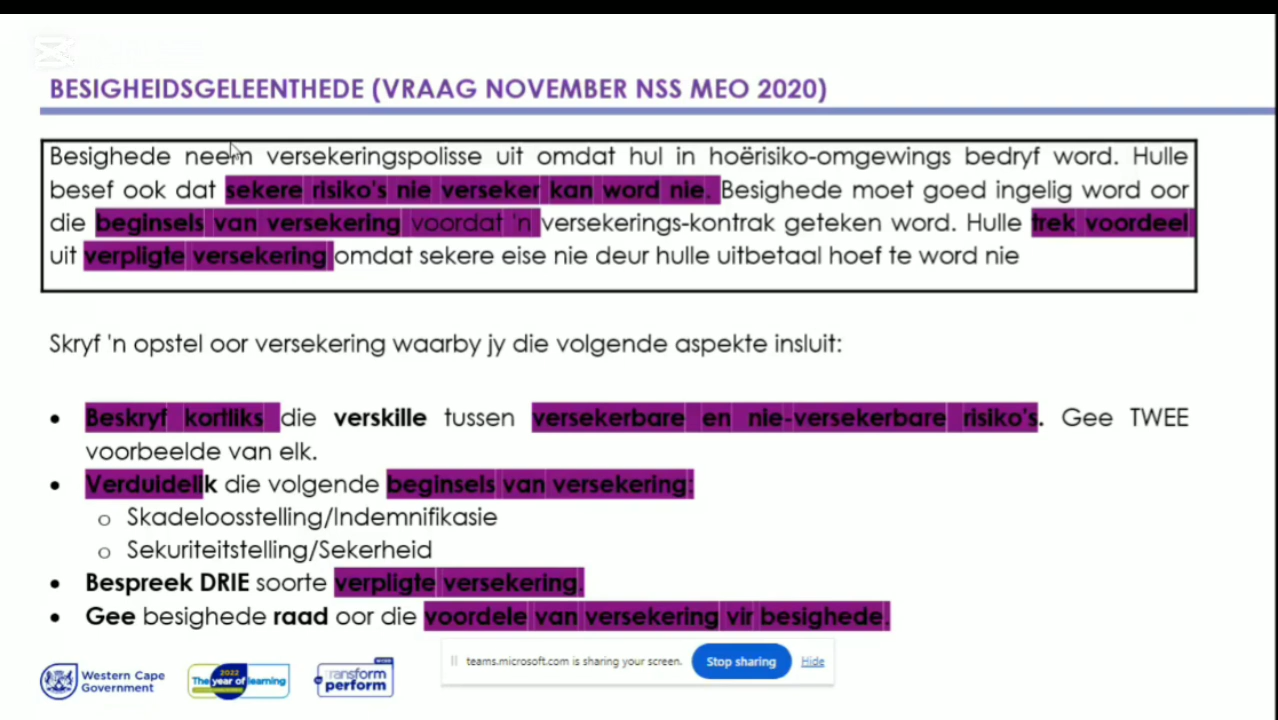 BESIGHEIDSGELEENTHEDE (VRAAG NOVEMBER NSS MEO 2020)
Besighede neem versekeringspolisse uit omdat hul in hoërisiko-omgewings bedryf word. Hulle
besef ook dat sekere risiko's nie verseker kan word nie. Besighede moet goed ingelig word oor
die beginsels van versekering voordat 'n versekerings-kontrak geteken word. Hulle trek voordeel
uit verpligte versekering omdat sekere eise nie deur hulle uitbetaal hoef te word nie
Skryf 'n opstel oor versekering waarby jy die volgende aspekte insluit:
• Beskryf kortliks die verskille tussen versekerbare en nie-versekerbare risiko's. Gee TWEE
voorbeelde van elk.
• Verduidelik die volgende beginsels van versekering:
o Skadeloosstelling/Indemnifikasie
o Sekuriteitstelling/Sekerheid
• Bespreek DRIE soorte verpligte versekering.
• Gee besighede raad oor die voordele van versekering vir besighede.
teams.microsoft.com is sharing your screen. Stop sharing Hide
Western Cape
Government
2022
The year of learning
transform
perform